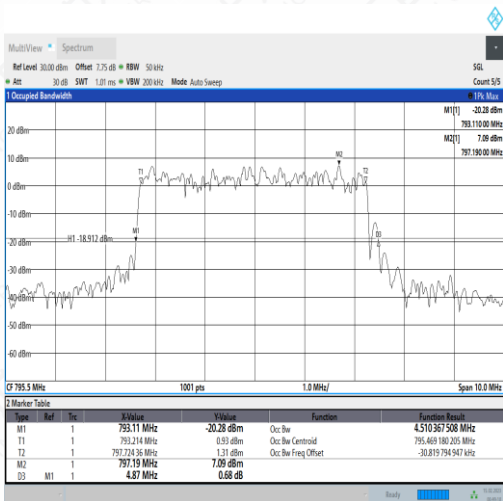 MultiView Spectrum
Ref Level 30.00 dBm Offset 7.75 dB RBW 50 kHz SGL
Att 30 dB SWT 1.01 ms VBW 200 kHz Mode Auto Sweep Count 5/5
1 Occupied Bandwidth 1Pk Max
M1[1] -20.28 dBm
793.110 00 MHz
20 dBm
M2[1] 7.09 dBm
797.190 00 MHz
10 dBm
M2
T1
T2
0 dBm
-10 dBm
M1
D3
H1 -18.912 dBm
-20 dBm
-30 dBm
-40 dBm
-50 dBm
-60 dBm
CF 795.5 MHz 1001 pts 1.0 MHz/ Span 10.0 MHz
2 Marker Table
Type Ref Trc X-Value Y-Value Function Function Result
M1 1 793.11 MHz -20.28 dBm Occ Bw 4.510 367 508 MHz
T1 1 793.214 MHz 0.93 dBm Occ Bw Centroid 795.469 180 205 MHz
T2 1 797.724 36 MHz 1.31 dBm Occ Bw Freq Offset -30.819 794 947 kHz
M2 1 797.19 MHz 7.09 dBm
D3 M1 1 4.87 MHz 0.68 dB
Ready